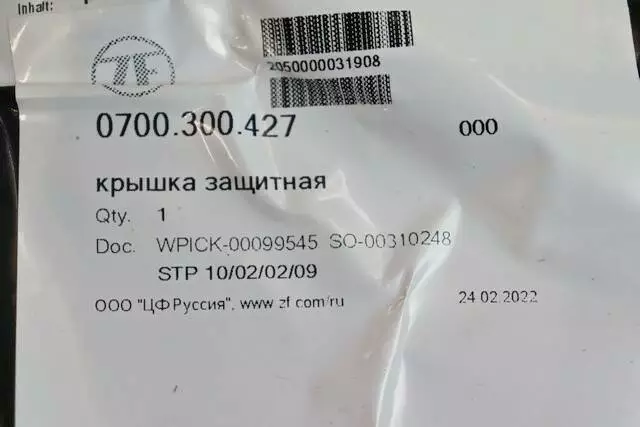 Inhalt:
ZF
2050000031908
0700.300.427 000
крышка защитная
Qty. 1
Doc. WPICK-00099545 SO-00310248
STP 10/02/02/09
ООО "ЦФ Руссия", www zf com/ru 24 02 2022